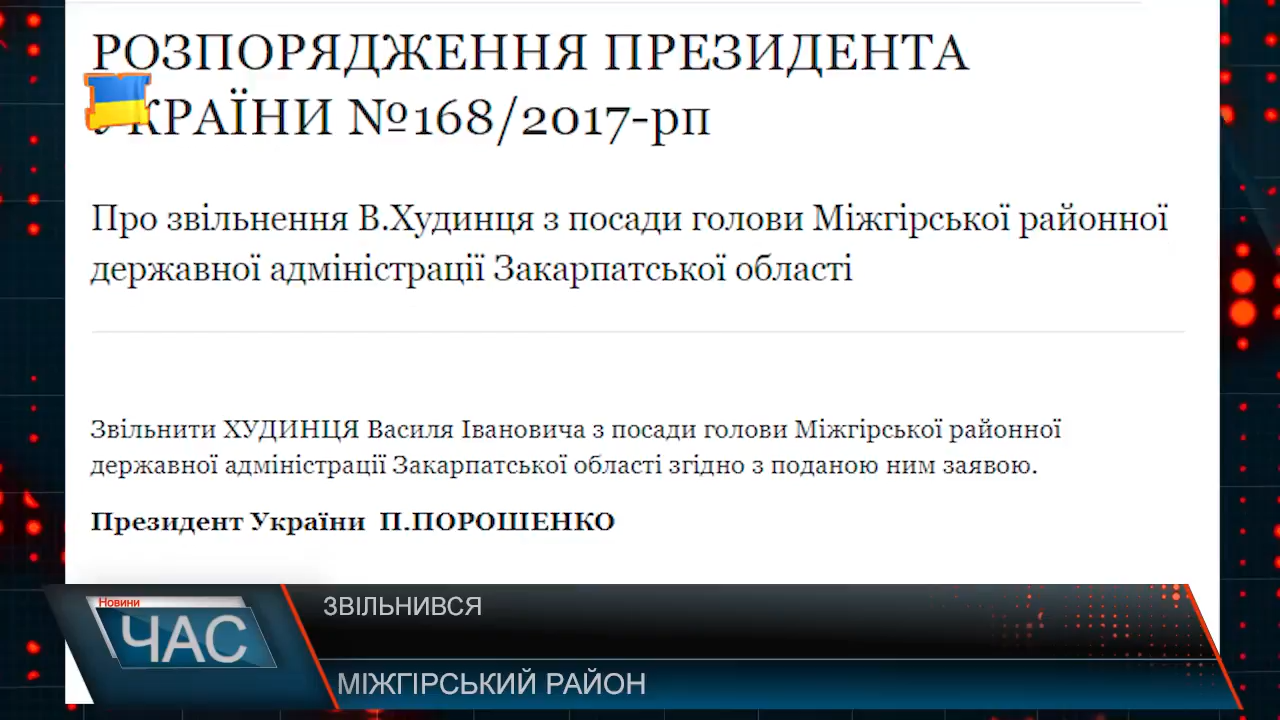 РОЗПОРЯДЖЕННЯ ПРЕЗИДЕНТА
УКРАЇНИ №168/2017-рп
Про звільнення В.Худинця з посади голови Міжгірської районної
державної адміністрації Закарпатської області
Звільнити ХУДИНЦЯ Василя Івановича з посади голови Міжгірської районної
державної адміністрації Закарпатської області згідно з поданою ним заявою.
Президент України П.ПОРОШЕНКО
Новини
ЧАС
ЗВІЛЬНИВСЯ
МІЖГІРСЬКИЙ РАЙОН